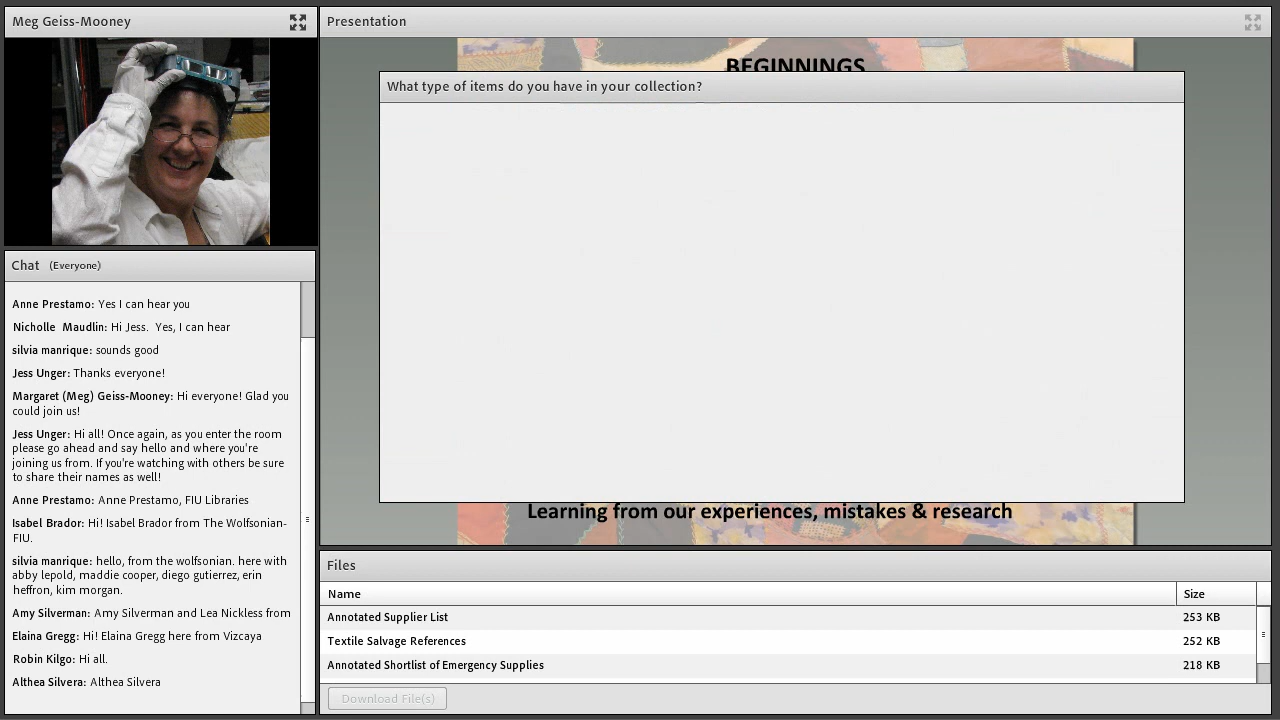 Meg Geiss-Mooney
Chat (Everyone)
Anne Prestamo: Yes I can hear you
Nicholle Maudlin: Hi Jess. Yes, I can hear
silvia manrique: sounds good
Jess Unger: Thanks everyone!
Margaret (Meg) Geiss-Mooney: Hi everyone! Glad you
could join us!
Jess Unger: Hi all! Once again, as you enter the room
please go ahead and say hello and where you're
joining us from. If you're watching with others be sure
to share their names as well!
Anne Prestamo: Anne Prestamo, FIU Libraries
Isabel Brador: Hi! Isabel Brador from The Wolfsonian-
FIU.
silvia manrique: hello, from the wolfsonian. here with
abby lepold, maddie cooper, diego gutierrez, erin
heffron, kim morgan.
Amy Silverman: Amy Silverman and Lea Nickless from
Elaina Gregg: Hi! Elaina Gregg here from Vizcaya
Robin Kilgo: Hi all.
Althea Silvera: Althea Silvera
Presentation
BEGINNINGS
What type of items do you have in your collection?
Learning from our experiences, mistakes & research
Files
Name Size
Annotated Supplier List 253 KB
Textile Salvage References 252 KB
Annotated Shortlist of Emergency Supplies 218 KB
Download File(s)